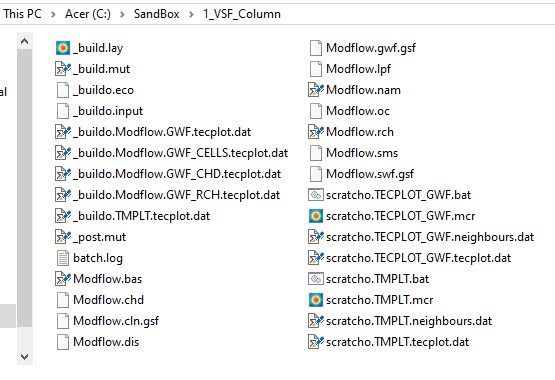 This PC > Acer (C:) > SandBox > 1_VSF_Column
al
_build.lay
_build.mut
_buildo.eco
_buildo.input
_buildo.Modflow.GWF.tecplot.dat
_buildo.Modflow.GWF_CELLS.tecplot.dat
_buildo.Modflow.GWF_CHD.tecplot.dat
_buildo.Modflow.GWF_RCH.tecplot.dat
_buildo.TMPLT.tecplot.dat
_post.mut
batch.log
Modflow.bas
Modflow.chd
Modflow.cln.gsf
Modflow.dis
Modflow.gwf.gsf
Modflow.lpf
Modflow.nam
Modflow.oc
Modflow.rch
Modflow.sms
Modflow.swf.gsf
scratcho.TECPLOT_GWF.bat
scratcho.TECPLOT_GWF.mcr
scratcho.TECPLOT_GWF.neighbours.dat
scratcho.TECPLOT_GWF.tecplot.dat
scratcho.TMPLT.bat
scratcho.TMPLT.mcr
scratcho.TMPLT.neighbours.dat
scratcho.TMPLT.tecplot.dat